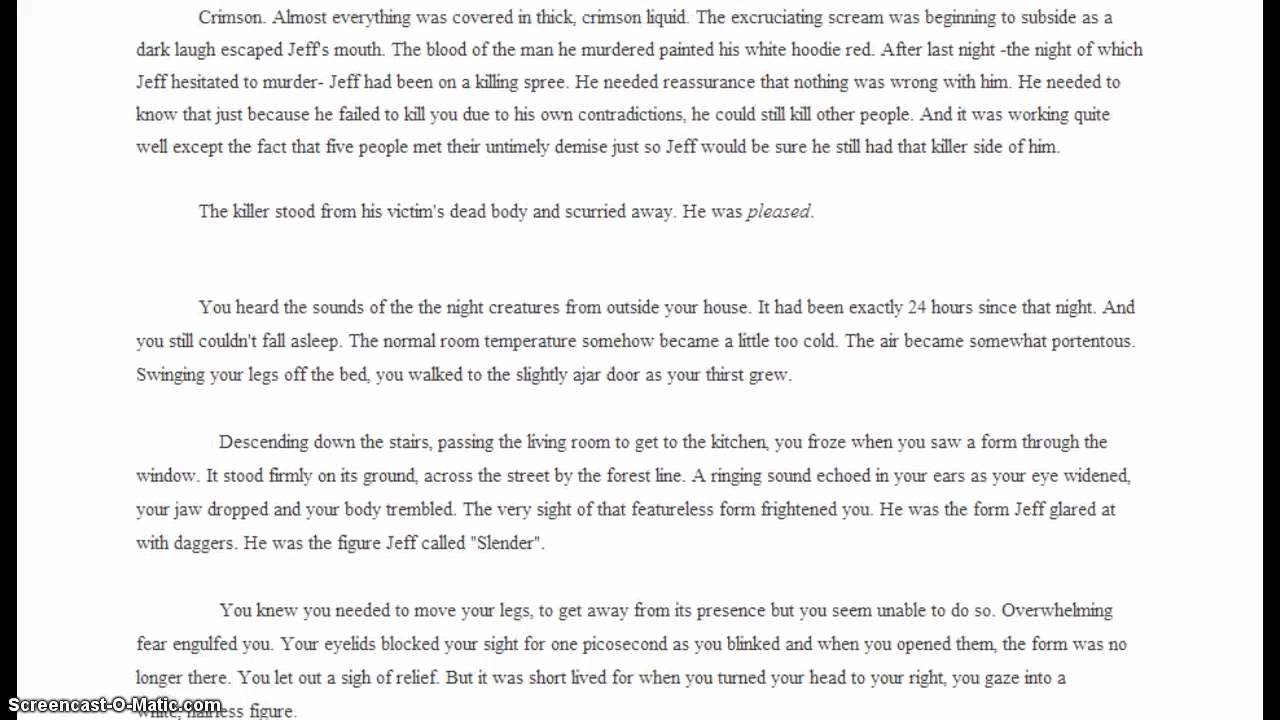 Crimson. Almost everything was covered in thick, crimson liquid. The excruciating scream was beginning to subside as a
dark laugh escaped Jeff's mouth. The blood of the man he murdered painted his white hoodie red. After last night -the night of which
Jeff hesitated to murder- Jeff had been on a killing spree. He needed reassurance that nothing was wrong with him. He needed to
know that just because he failed to kill you due to his own contradictions, he could still kill other people. And it was working quite
well except the fact that five people met their untimely demise just so Jeff would be sure he still had that killer side of him.
The killer stood from his victim's dead body and scurried away. He was pleased.
You heard the sounds of the the night creatures from outside your house. It had been exactly 24 hours since that night. And
you still couldn't fall asleep. The normal room temperature somehow became a little too cold. The air became somewhat portentous.
Swinging your legs off the bed, you walked to the slightly ajar door as your thirst grew.
Descending down the stairs, passing the living room to get to the kitchen, you froze when you saw a form through the
window. It stood firmly on its ground, across the street by the forest line. A ringing sound echoed in your ears as your eye widened,
your jaw dropped and your body trembled. The very sight of that featureless form frightened you. He was the form Jeff glared at
with daggers. He was the figure Jeff called "Slender".
You knew you needed to move your legs, to get away from its presence but you seem unable to do so. Overwhelming
fear engulfed you. Your eyelids blocked your sight for one picosecond as you blinked and when you opened them, the form was no
longer there. You let out a sigh of relief. But it was short lived for when you turned your head to your right, you gaze into a
figure.
Screencast-O-Matic.com